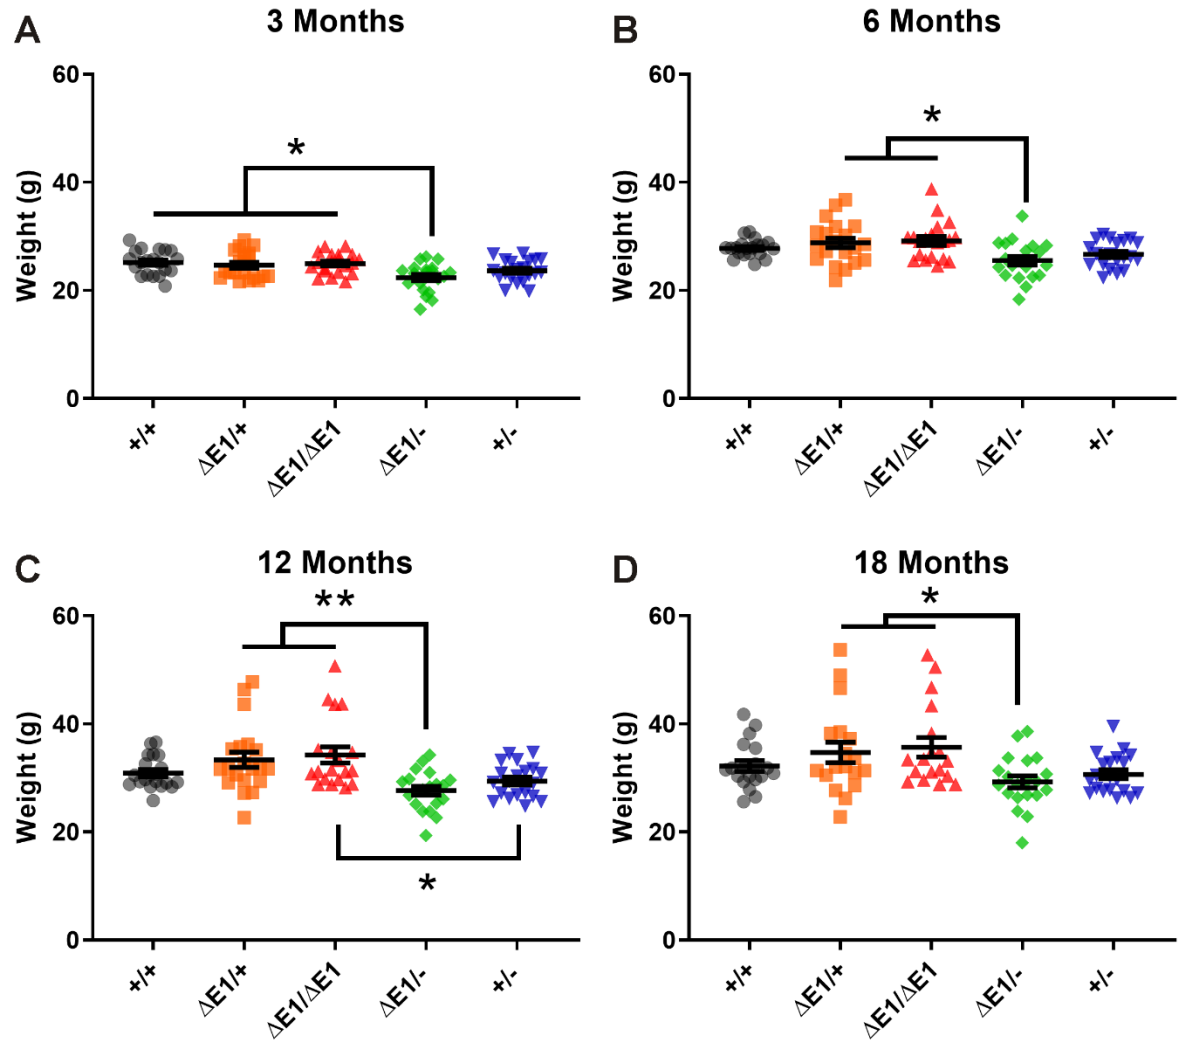 A
3 Months
60
40
20
0
Weight (g)
*
+/+
ΔE1/+
ΔE1/ΔE1
ΔE1/-
+/-
B
6 Months
60
40
20
0
Weight (g)
*
+/+
ΔE1/+
ΔE1/ΔE1
ΔE1/-
+/-
C
12 Months
60
40
20
0
Weight (g)
**
*
+/+
ΔE1/+
ΔE1/ΔE1
ΔE1/-
+/-
D
18 Months
60
40
20
0
Weight (g)
*
+/+
ΔE1/+
ΔE1/ΔE1
ΔE1/-
+/-